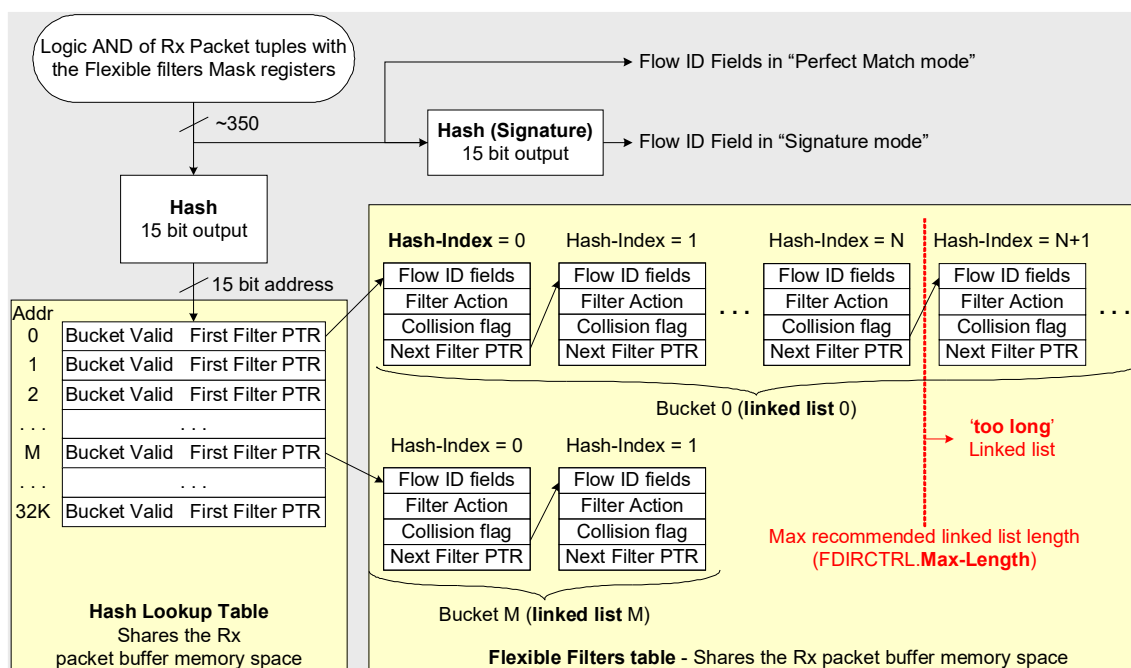 Logic AND of Rx Packet tuples with
the Flexible filters Mask registers
Flow ID Fields in “Perfect Match mode”
~350
Hash (Signature)
15 bit output
Flow ID Field in “Signature mode”
Hash
15 bit output
15 bit address
Addr
0 Bucket Valid First Filter PTR
1 Bucket Valid First Filter PTR
2 Bucket Valid First Filter PTR
. . . . . .
M Bucket Valid First Filter PTR
. . . . . .
32K Bucket Valid First Filter PTR
Hash Lookup Table
Shares the Rx
packet buffer memory space
Hash-Index = 0 Hash-Index = 1 Hash-Index = N Hash-Index = N+1
Flow ID fields Flow ID fields Flow ID fields Flow ID fields
Filter Action Filter Action Filter Action Filter Action
Collision flag Collision flag . . . Collision flag Collision flag . . .
Next Filter PTR Next Filter PTR Next Filter PTR Next Filter PTR
Bucket 0 (linked list 0)
‘too long’
Linked list
Hash-Index = 0 Hash-Index = 1
Flow ID fields Flow ID fields
Filter Action Filter Action
Collision flag Collision flag
Next Filter PTR Next Filter PTR
Max recommended linked list length
(FDIRCTRL.Max-Length)
Bucket M (linked list M)
Flexible Filters table - Shares the Rx packet buffer memory space